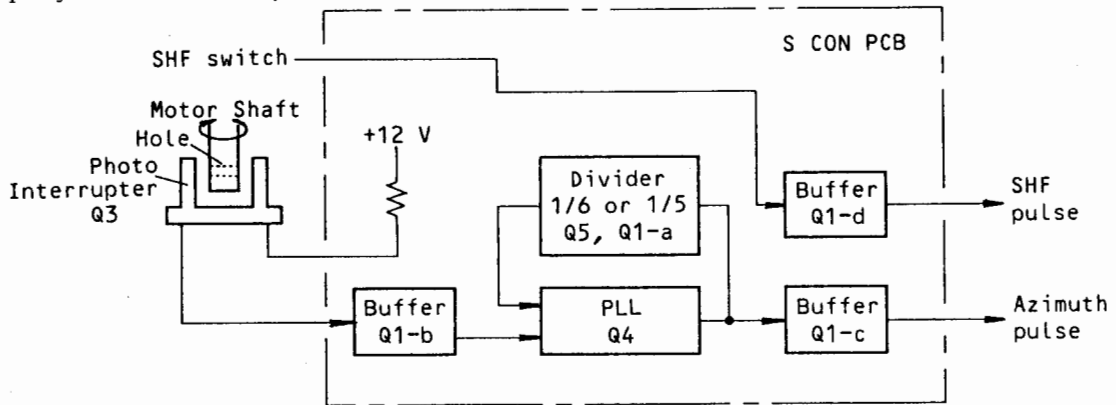 S CON PCB
SHF switch
Motor Shaft
Hole
Photo
Interrupter
Q3
+12 V
Divider
1/6 or 1/5
Q5, Q1-a
Buffer
Q1-d
SHF
pulse
Buffer
Q1-b
PLL
Q4
Buffer
Q1-c
Azimuth
pulse